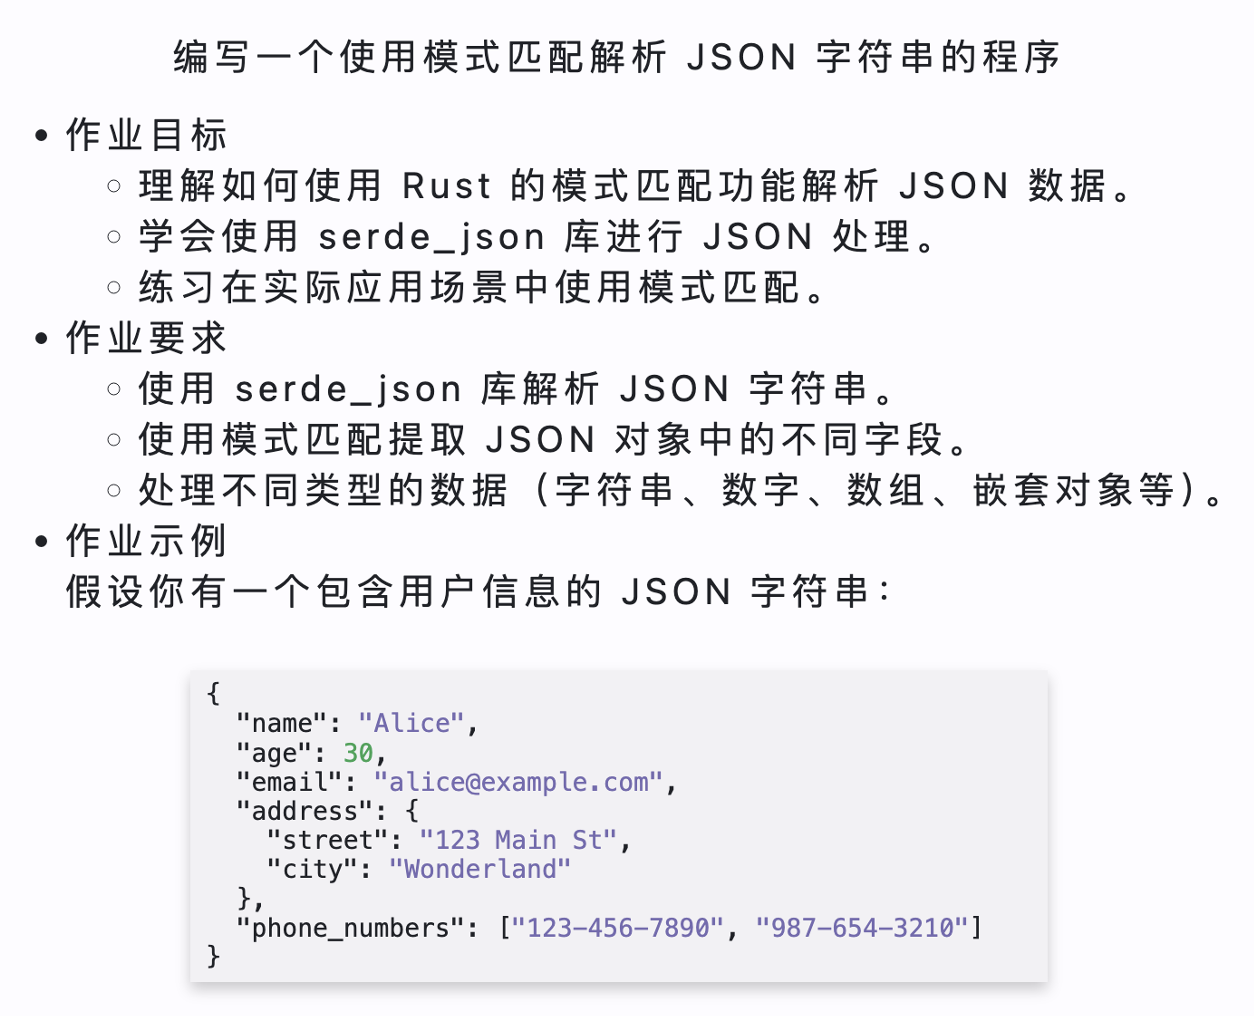 编写一个使用模式匹配解析 JSON 字符串的程序
• 作业目标
◦ 理解如何使用 Rust 的模式匹配功能解析 JSON 数据。
◦ 学会使用 serde_json 库进行 JSON 处理。
◦ 练习在实际应用场景中使用模式匹配。
• 作业要求
◦ 使用 serde_json 库解析 JSON 字符串。
◦ 使用模式匹配提取 JSON 对象中的不同字段。
◦ 处理不同类型的数据（字符串、数字、数组、嵌套对象等）。
• 作业示例
假设你有一个包含用户信息的 JSON 字符串：
{
  "name": "Alice",
  "age": 30,
  "email": "alice@example.com",
  "address": {
    "street": "123 Main St",
    "city": "Wonderland"
  },
  "phone_numbers": ["123-456-7890", "987-654-3210"]
}